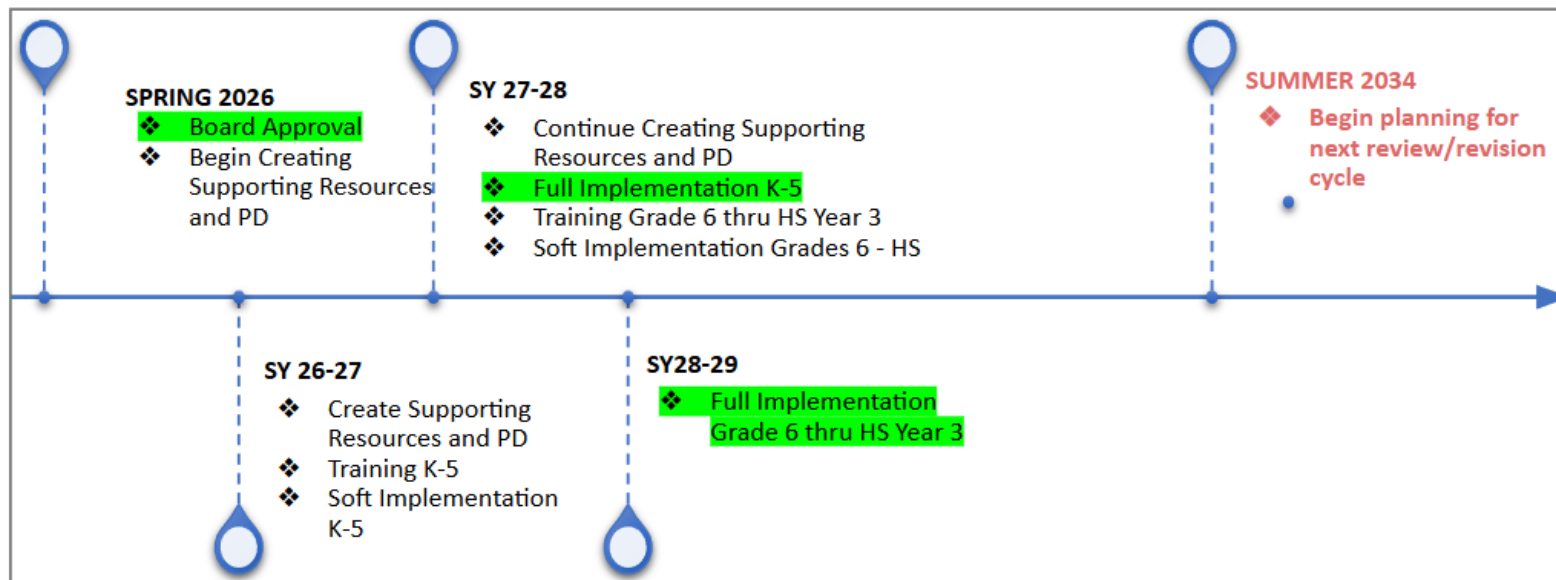 SPRING 2026
❖ Board Approval
❖ Begin Creating
Supporting Resources
and PD
SY 26-27
❖ Create Supporting
Resources and PD
❖ Training K-5
❖ Soft Implementation
K-5
SY 27-28
❖ Continue Creating Supporting
Resources and PD
❖ Full Implementation K-5
❖ Training Grade 6 thru HS Year 3
❖ Soft Implementation Grades 6 - HS
SY28-29
❖ Full Implementation
Grade 6 thru HS Year 3
SUMMER 2034
❖ Begin planning for
next review/revision
cycle